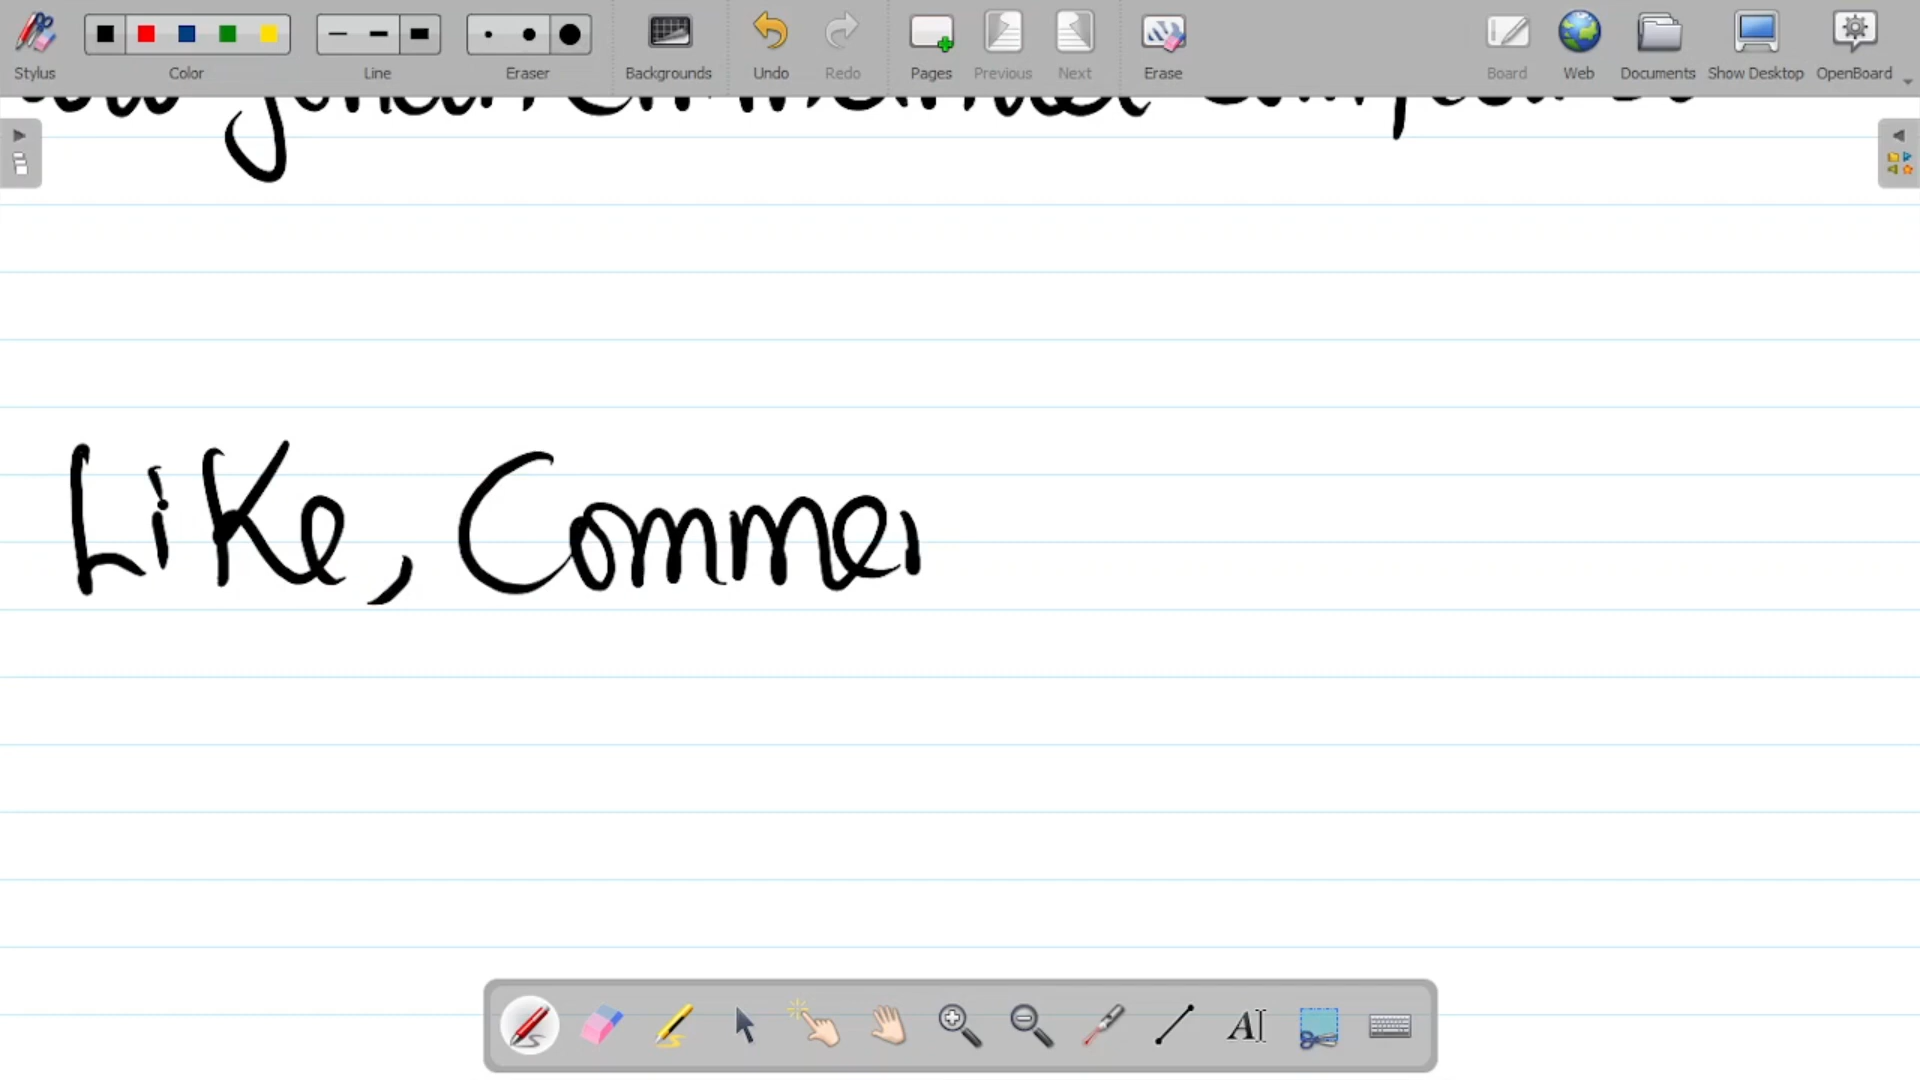 Stylus
Color
Line
Eraser
Backgrounds
Undo
Redo
Pages
Previous
Next
Erase
Board
Web
Documents
Show Desktop
OpenBoard
Like, Comme